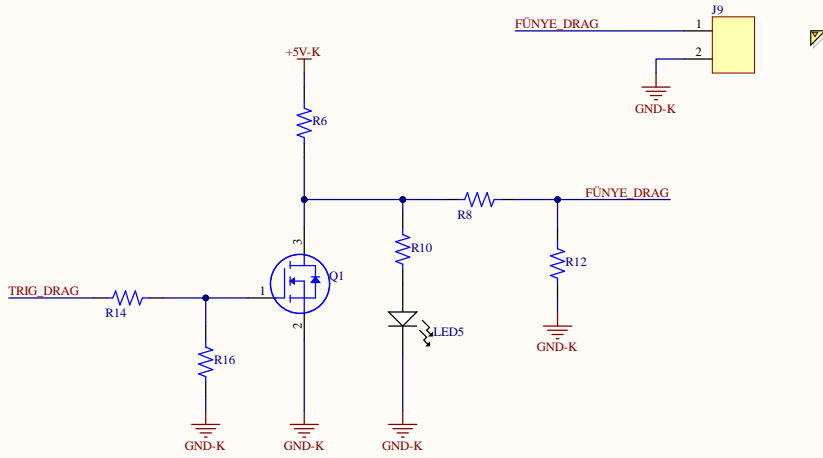 J9
FÜNYE_DRAG
1
2
GND-K
+5V-K
R6
FÜNYE_DRAG
R8
3
R10
R12
Q1
TRIG_DRAG
1
R14
2
LED5
GND-K
R16
GND-K
GND-K
GND-K